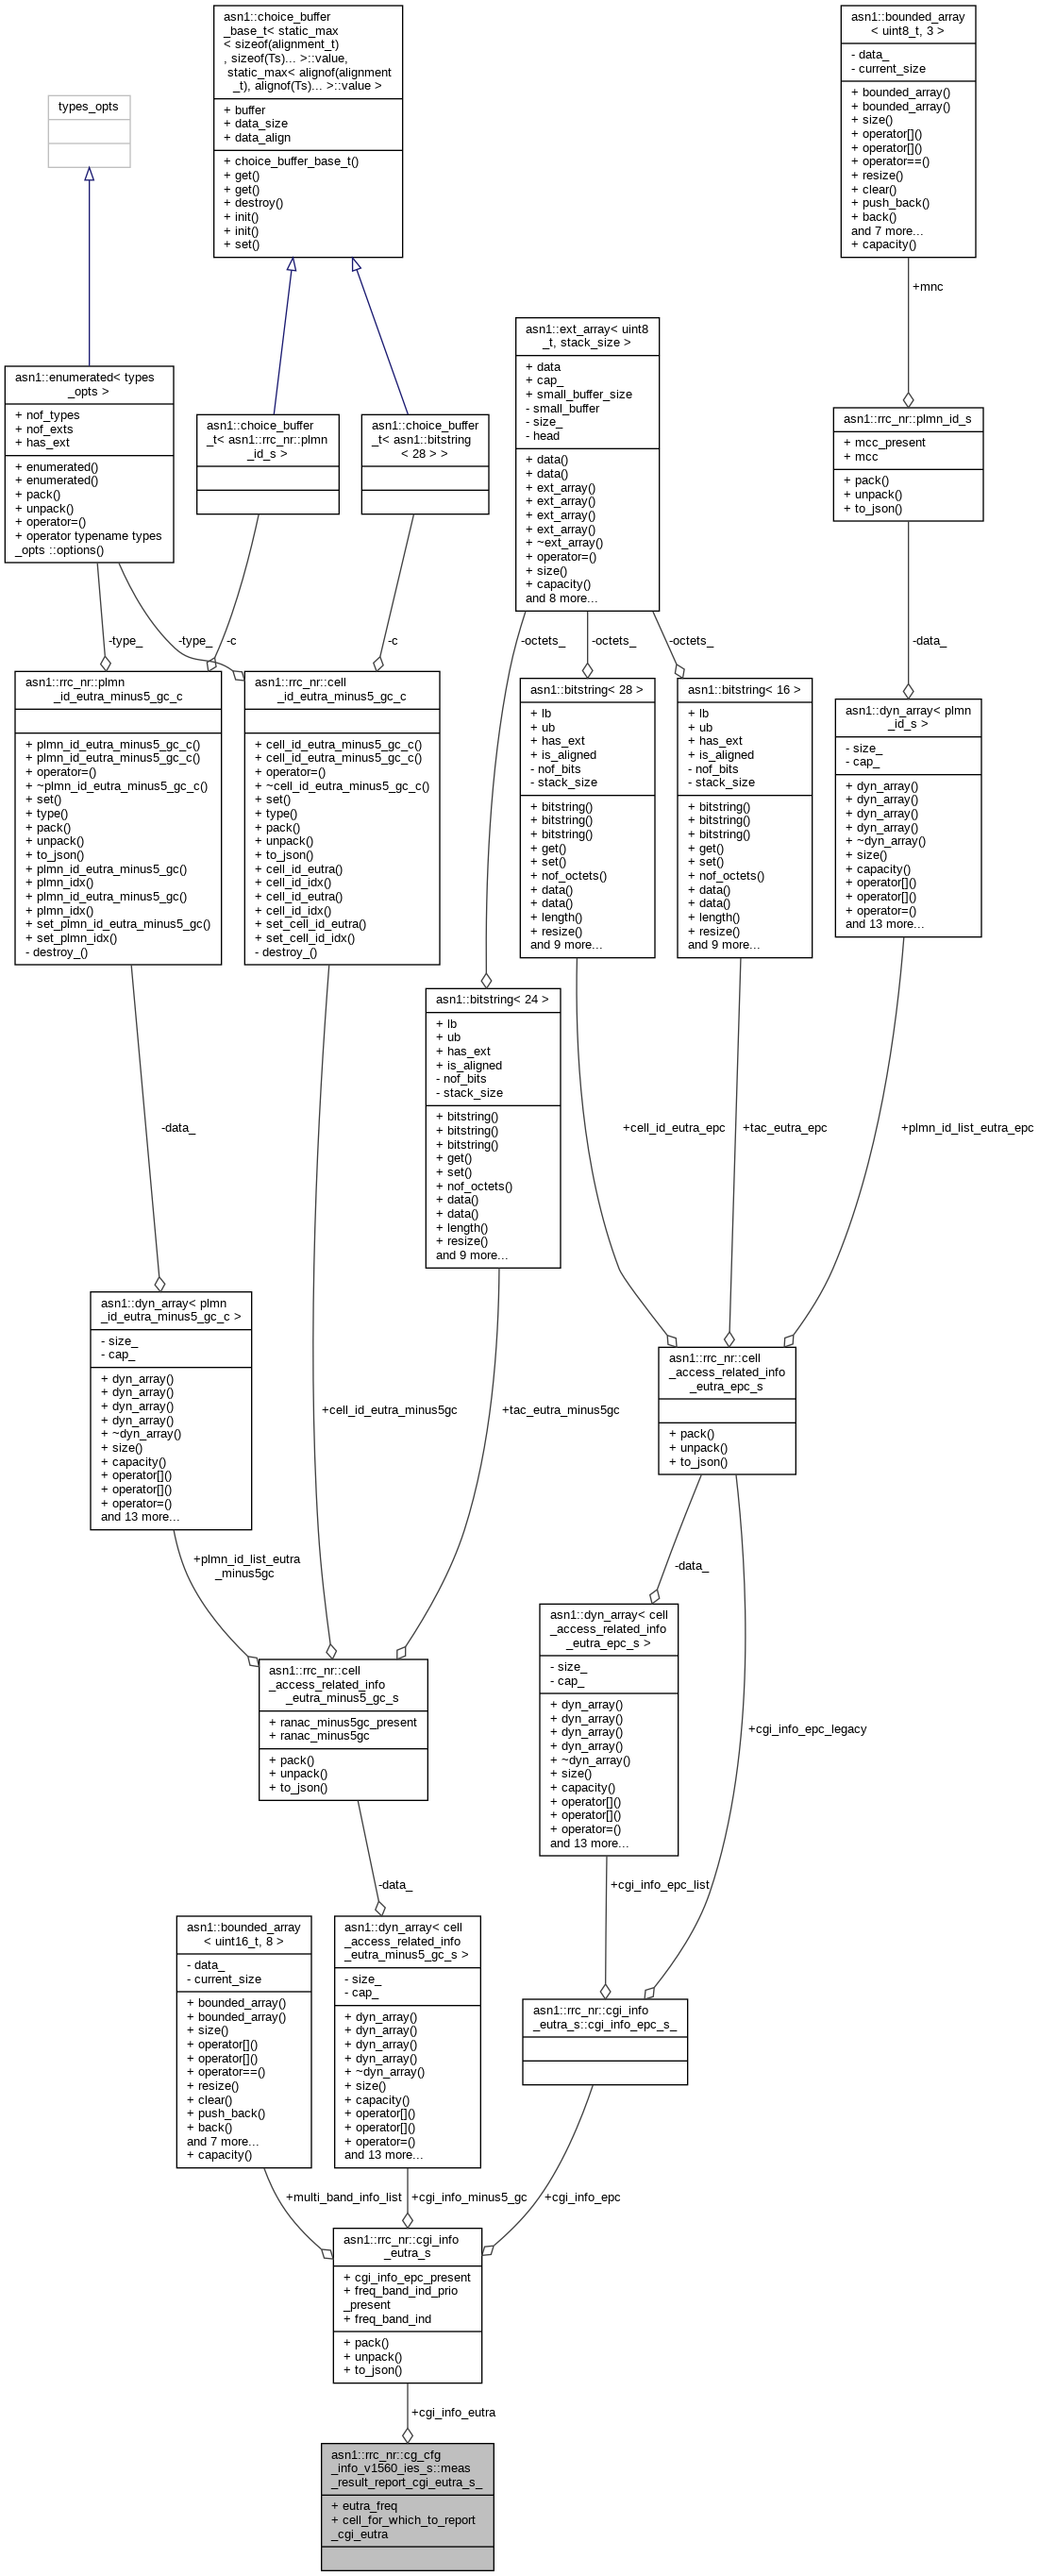 asn1::choice_buffer
_base_t< static_max
< sizeof(alignment_t)
, sizeof(Ts)... >::value,
static_max< alignof(alignment
_t), alignof(Ts)... >::value >
+ buffer
+ data_size
+ data_align
+ choice_buffer_base_t()
+ get()
+ get()
+ destroy()
+ init()
+ init()
+ set()
asn1::bounded_array
< uint8_t, 3 >
- data_
- current_size
+ bounded_array()
+ bounded_array()
+ size()
+ operator[]()
+ operator[]()
+ operator==()
+ resize()
+ clear()
+ push_back()
+ back()
and 7 more...
+ capacity()
types_opts
+mnc
asn1::ext_array< uint8
_t, stack_size >
+ data
+ cap_
+ small_buffer_size
- small_buffer
- size_
- head
+ data()
+ data()
+ ext_array()
+ ext_array()
+ ext_array()
+ ext_array()
+ ~ext_array()
+ operator=()
+ size()
+ capacity()
and 8 more...
asn1::enumerated< types
_opts >
+ nof_types
+ nof_exts
+ has_ext
+ enumerated()
+ enumerated()
+ pack()
+ unpack()
+ operator=()
+ operator typename types
_opts ::options()
asn1::choice_buffer
_t< asn1::rrc_nr::plmn
_id_s >
asn1::choice_buffer
_t< asn1::bitstring
< 28 > >
asn1::rrc_nr::plmn_id_s
+ mcc_present
+ mcc
+ pack()
+ unpack()
+ to_json()
-type_
-type_
-c
-c
-octets_
-octets_
-octets_
-data_
asn1::rrc_nr::plmn
_id_eutra_minus5_gc_c
+ plmn_id_eutra_minus5_gc_c()
+ plmn_id_eutra_minus5_gc_c()
+ operator=()
+ ~plmn_id_eutra_minus5_gc_c()
+ set()
+ type()
+ pack()
+ unpack()
+ to_json()
+ plmn_id_eutra_minus5_gc()
+ plmn_idx()
+ plmn_id_eutra_minus5_gc()
+ plmn_idx()
+ set_plmn_id_eutra_minus5_gc()
+ set_plmn_idx()
- destroy_()
asn1::rrc_nr::cell
_id_eutra_minus5_gc_c
+ cell_id_eutra_minus5_gc_c()
+ cell_id_eutra_minus5_gc_c()
+ operator=()
+ ~cell_id_eutra_minus5_gc_c()
+ set()
+ type()
+ pack()
+ unpack()
+ to_json()
+ cell_id_eutra()
+ cell_id_idx()
+ cell_id_eutra()
+ cell_id_idx()
+ set_cell_id_eutra()
+ set_cell_id_idx()
- destroy_()
asn1::bitstring< 28 >
+ lb
+ ub
+ has_ext
+ is_aligned
- nof_bits
- stack_size
+ bitstring()
+ bitstring()
+ bitstring()
+ get()
+ set()
+ nof_octets()
+ data()
+ data()
+ length()
+ resize()
and 9 more...
asn1::bitstring< 16 >
+ lb
+ ub
+ has_ext
+ is_aligned
- nof_bits
- stack_size
+ bitstring()
+ bitstring()
+ bitstring()
+ get()
+ set()
+ nof_octets()
+ data()
+ data()
+ length()
+ resize()
and 9 more...
asn1::dyn_array< plmn
_id_s >
- size_
- cap_
+ dyn_array()
+ dyn_array()
+ dyn_array()
+ dyn_array()
+ ~dyn_array()
+ size()
+ capacity()
+ operator[]()
+ operator[]()
+ operator=()
and 13 more...
asn1::bitstring< 24 >
+ lb
+ ub
+ has_ext
+ is_aligned
- nof_bits
- stack_size
+ bitstring()
+ bitstring()
+ bitstring()
+ get()
+ set()
+ nof_octets()
+ data()
+ data()
+ length()
+ resize()
and 9 more...
-data_
+cell_id_eutra_epc
+tac_eutra_epc
+plmn_id_list_eutra_epc
asn1::dyn_array< plmn
_id_eutra_minus5_gc_c >
- size_
- cap_
+ dyn_array()
+ dyn_array()
+ dyn_array()
+ dyn_array()
+ ~dyn_array()
+ size()
+ capacity()
+ operator[]()
+ operator[]()
+ operator=()
and 13 more...
+cell_id_eutra_minus5gc
+tac_eutra_minus5gc
asn1::rrc_nr::cell
_access_related_info
_eutra_epc_s
+ pack()
+ unpack()
+ to_json()
+plmn_id_list_eutra
_minus5gc
-data_
asn1::dyn_array< cell
_access_related_info
_eutra_epc_s >
- size_
- cap_
+ dyn_array()
+ dyn_array()
+ dyn_array()
+ dyn_array()
+ ~dyn_array()
+ size()
+ capacity()
+ operator[]()
+ operator[]()
+ operator=()
and 13 more...
asn1::rrc_nr::cell
_access_related_info
_eutra_minus5_gc_s
+ ranac_minus5gc_present
+ ranac_minus5gc
+ pack()
+ unpack()
+ to_json()
+cgi_info_epc_legacy
-data_
+cgi_info_epc_list
asn1::bounded_array
< uint16_t, 8 >
- data_
- current_size
+ bounded_array()
+ bounded_array()
+ size()
+ operator[]()
+ operator[]()
+ operator==()
+ resize()
+ clear()
+ push_back()
+ back()
and 7 more...
+ capacity()
asn1::dyn_array< cell
_access_related_info
_eutra_minus5_gc_s >
- size_
- cap_
+ dyn_array()
+ dyn_array()
+ dyn_array()
+ dyn_array()
+ ~dyn_array()
+ size()
+ capacity()
+ operator[]()
+ operator[]()
+ operator=()
and 13 more...
asn1::rrc_nr::cgi_info
_eutra_s::cgi_info_epc_s_
+multi_band_info_list
+cgi_info_minus5_gc
+cgi_info_epc
asn1::rrc_nr::cgi_info
_eutra_s
+ cgi_info_epc_present
+ freq_band_ind_prio
_present
+ freq_band_ind
+ pack()
+ unpack()
+ to_json()
+cgi_info_eutra
asn1::rrc_nr::cg_cfg
_info_v1560_ies_s::meas
_result_report_cgi_eutra_s_
+ eutra_freq
+ cell_for_which_to_report
_cgi_eutra